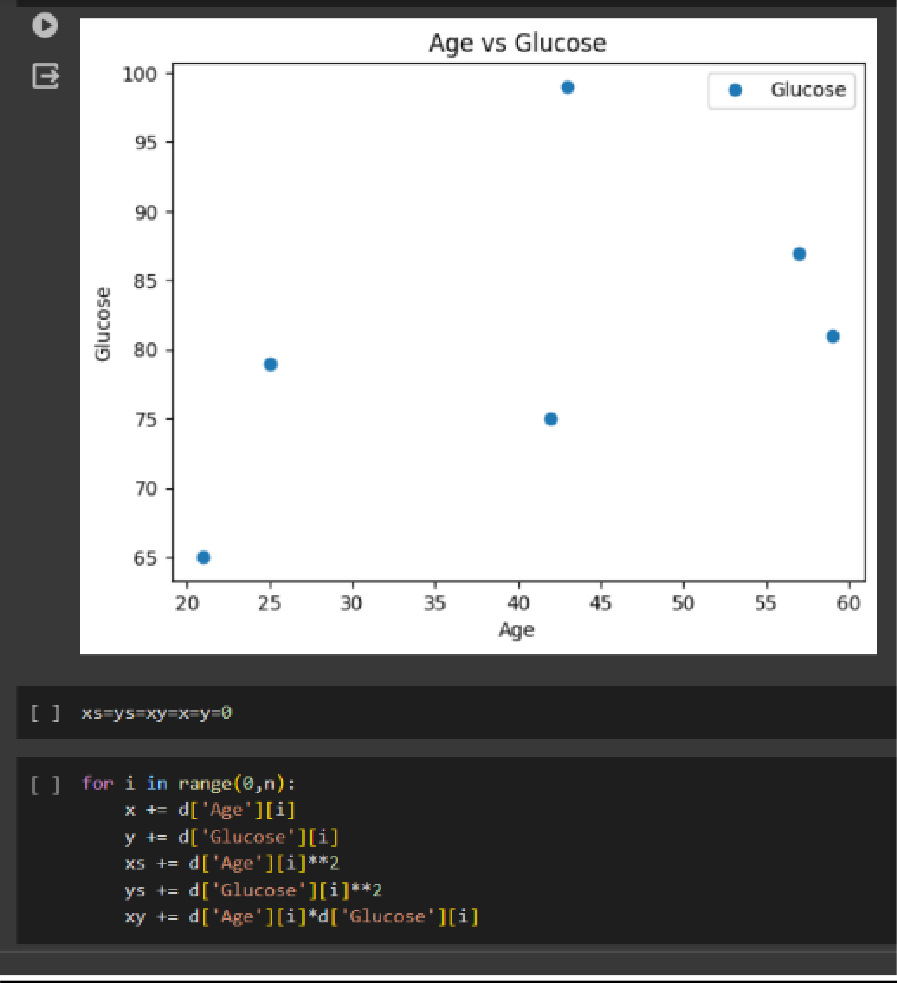 Age vs Glucose
100
95
90
85
80
75
70
65
Glucose
Glucose
20 25 30 35 40 45 50 55 60
Age
[ ] xs=ys=xy=x=y=0
[ ] for i in range(0,n):
x += d['Age'][i]
y += d['Glucose'][i]
xs += d['Age'][i]**2
ys += d['Glucose'][i]**2
xy += d['Age'][i]*d['Glucose'][i]